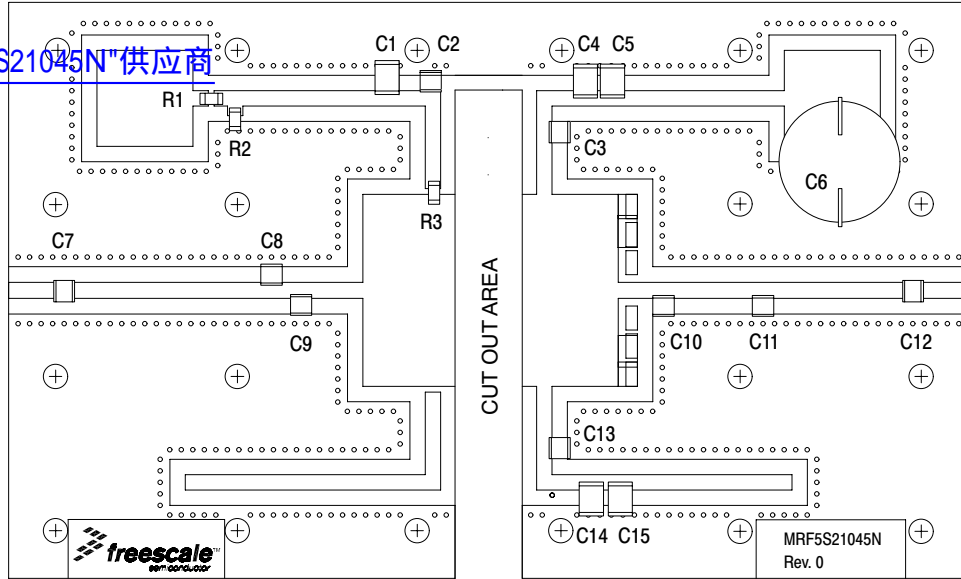 S21045N"供应商
C1
C2
C4
C5
R1
R2
C3
C6
R3
C7
C8
C9
CUT OUT AREA
C10
C11
C12
C13
C14
C15
freescale™
semiconductor
MRF5S21045N
Rev. 0